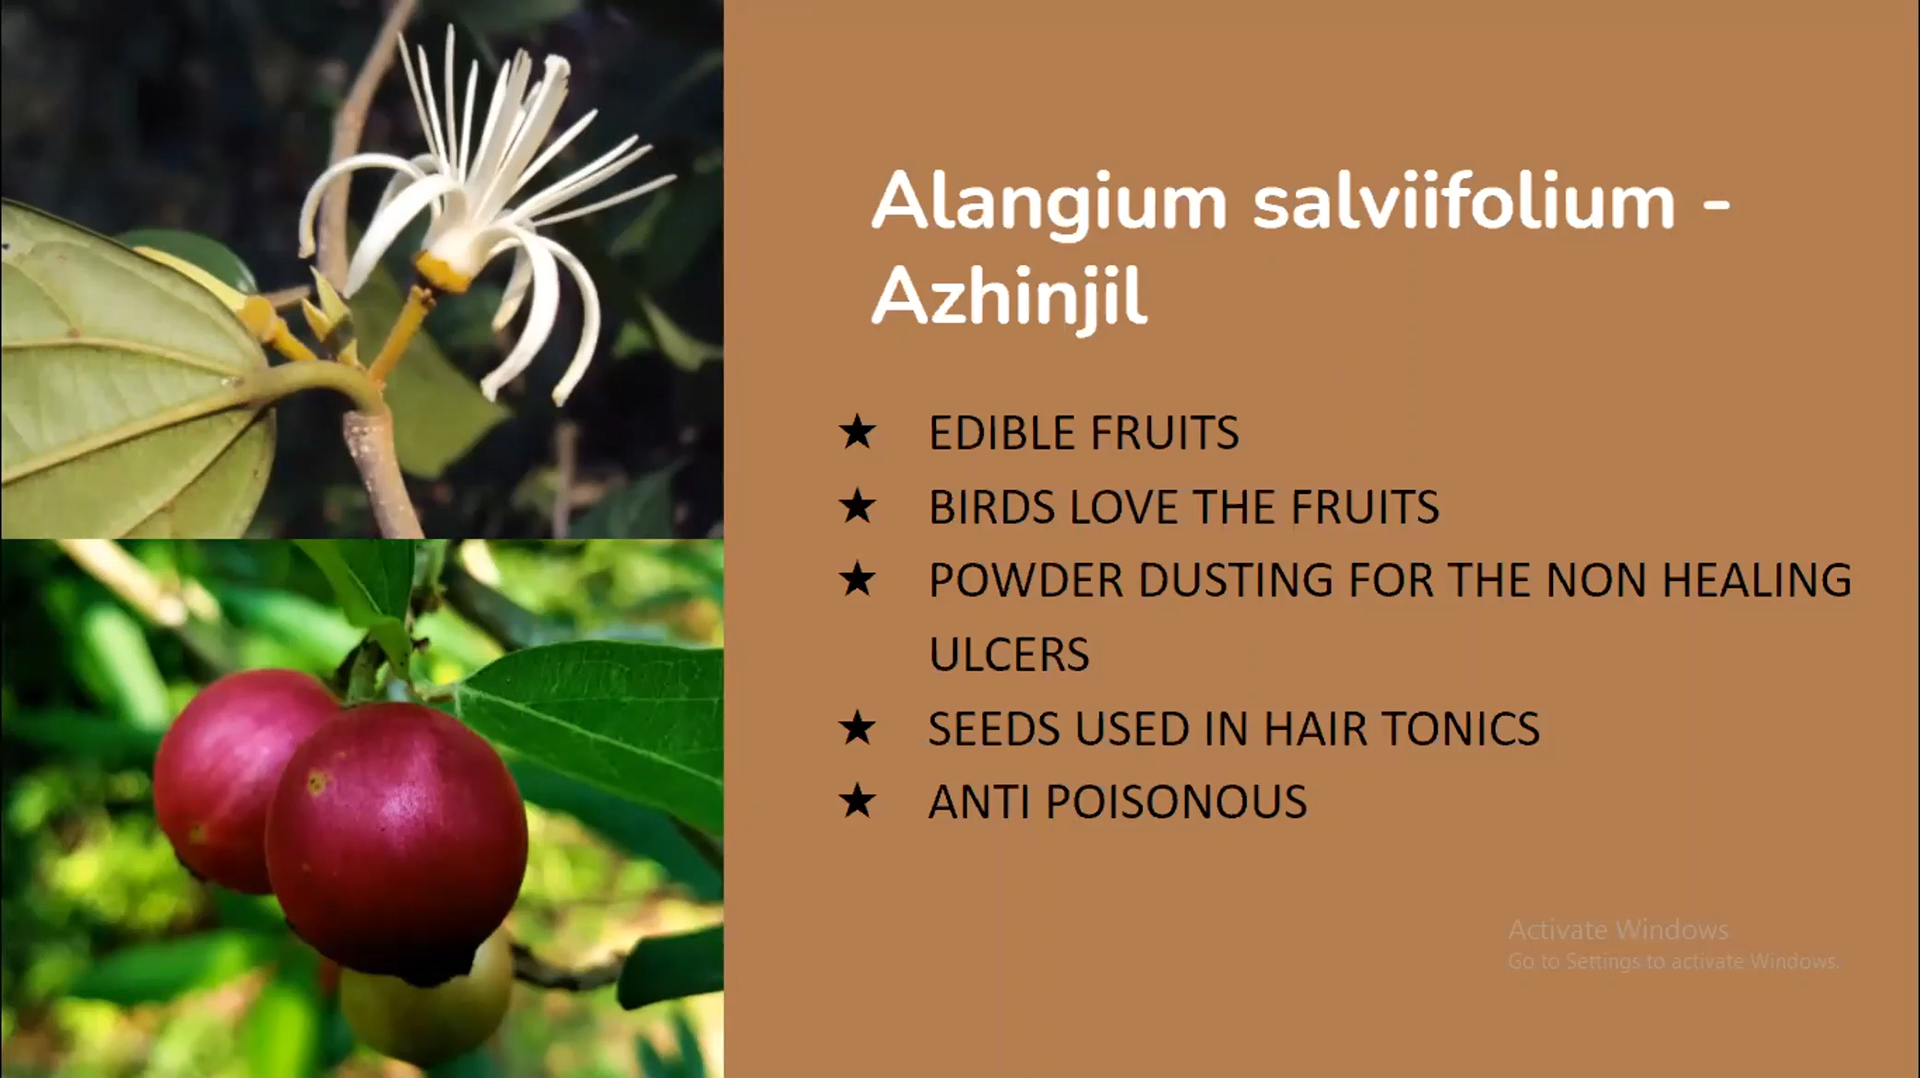 Alangium salviifolium -
Azhinjil
★ EDIBLE FRUITS
★ BIRDS LOVE THE FRUITS
★ POWDER DUSTING FOR THE NON HEALING
ULCERS
★ SEEDS USED IN HAIR TONICS
★ ANTI POISONOUS
Activate Windows
Go to Settings to activate Windows.